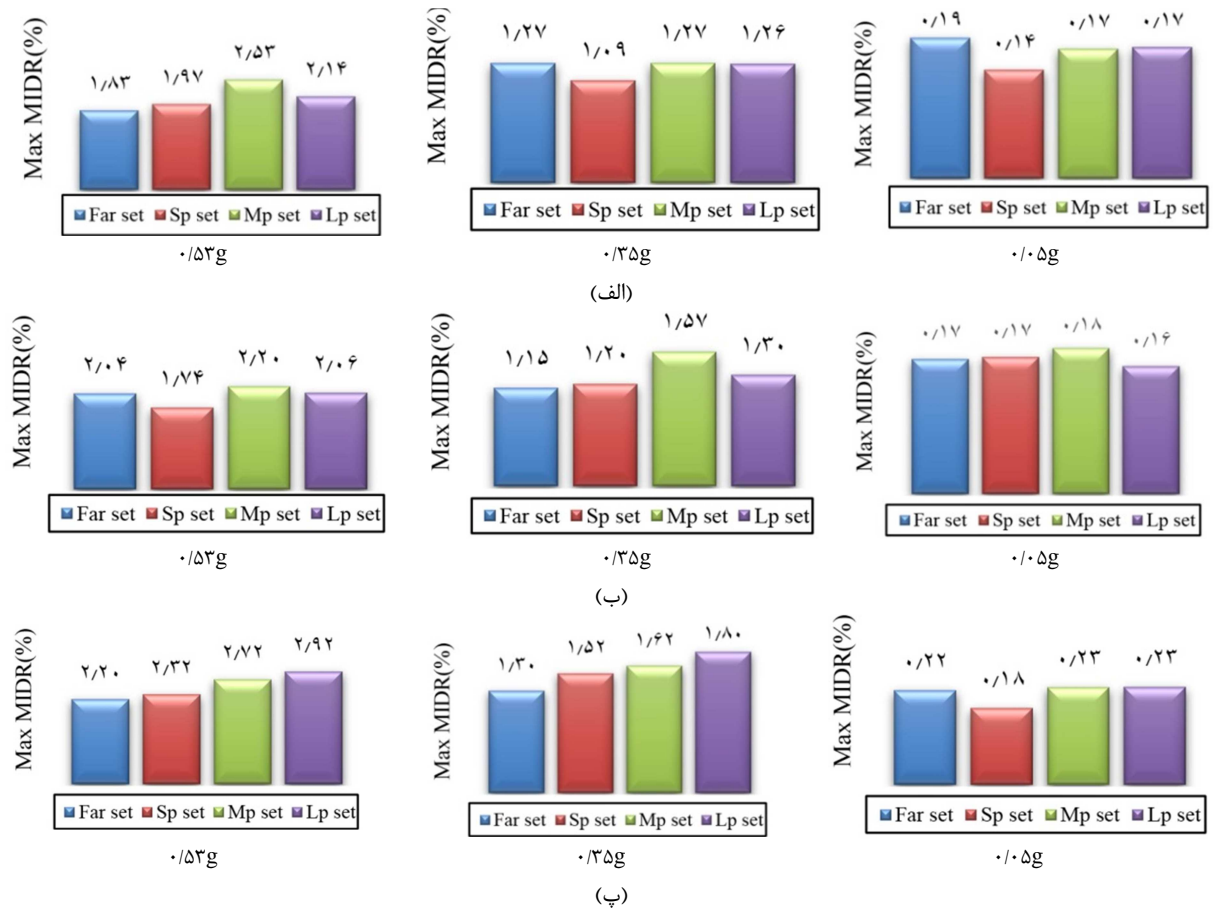 Max MIDR(%)
۱٫۸۳ ۱٫۹۷ ۲٫۵۳ ۲٫۱۴
Far set Sp set Mp set Lp set
۰/۵۳g
Max MIDR(%)
۱٫۲۷ ۱٫۰۹ ۱٫۲۷ ۱٫۲۶
Far set Sp set Mp set Lp set
۰/۳۵g
Max MIDR(%)
۰٫۱۹ ۰٫۱۴ ۰٫۱۷ ۰٫۱۷
Far set Sp set Mp set Lp set
۰/۰۵g
(الف)
Max MIDR(%)
۲٫۰۴ ۱٫۷۴ ۲٫۲۰ ۲٫۰۶
Far set Sp set Mp set Lp set
۰/۵۳g
Max MIDR(%)
۱٫۱۵ ۱٫۲۰ ۱٫۵۷ ۱٫۳۰
Far set Sp set Mp set Lp set
۰/۳۵g
Max MIDR(%)
۰٫۱۷ ۰٫۱۷ ۰٫۱۸ ۰٫۱۶
Far set Sp set Mp set Lp set
۰/۰۵g
(ب)
Max MIDR(%)
۲٫۲۰ ۲٫۳۲ ۲٫۷۲ ۲٫۹۲
Far set Sp set Mp set Lp set
۰/۵۳g
Max MIDR(%)
۱٫۳۰ ۱٫۵۲ ۱٫۶۲ ۱٫۸۰
Far set Sp set Mp set Lp set
۰/۳۵g
Max MIDR(%)
۰٫۲۲ ۰٫۱۸ ۰٫۲۳ ۰٫۲۳
Far set Sp set Mp set Lp set
۰/۰۵g
(پ)